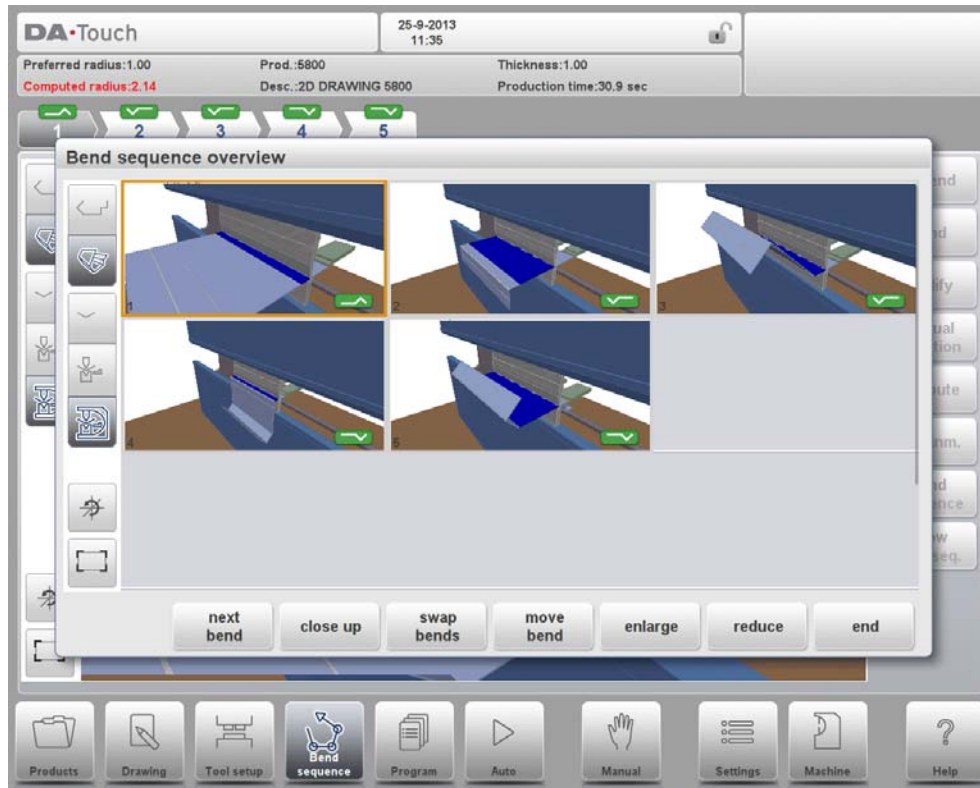 DA•Touch
25-9-2013
11:35
Preferred radius:1.00
Prod.:5800
Thickness:1.00
Computed radius:2.14
Desc.:2D DRAWING 5800
Production time:30.9 sec
1
2
3
4
5
Bend sequence overview
1
2
3
4
5
next
bend
close up
swap
bends
move
bend
enlarge
reduce
end
Products
Drawing
Tool setup
Bend
sequence
Program
Auto
Manual
Settings
Machine
Help